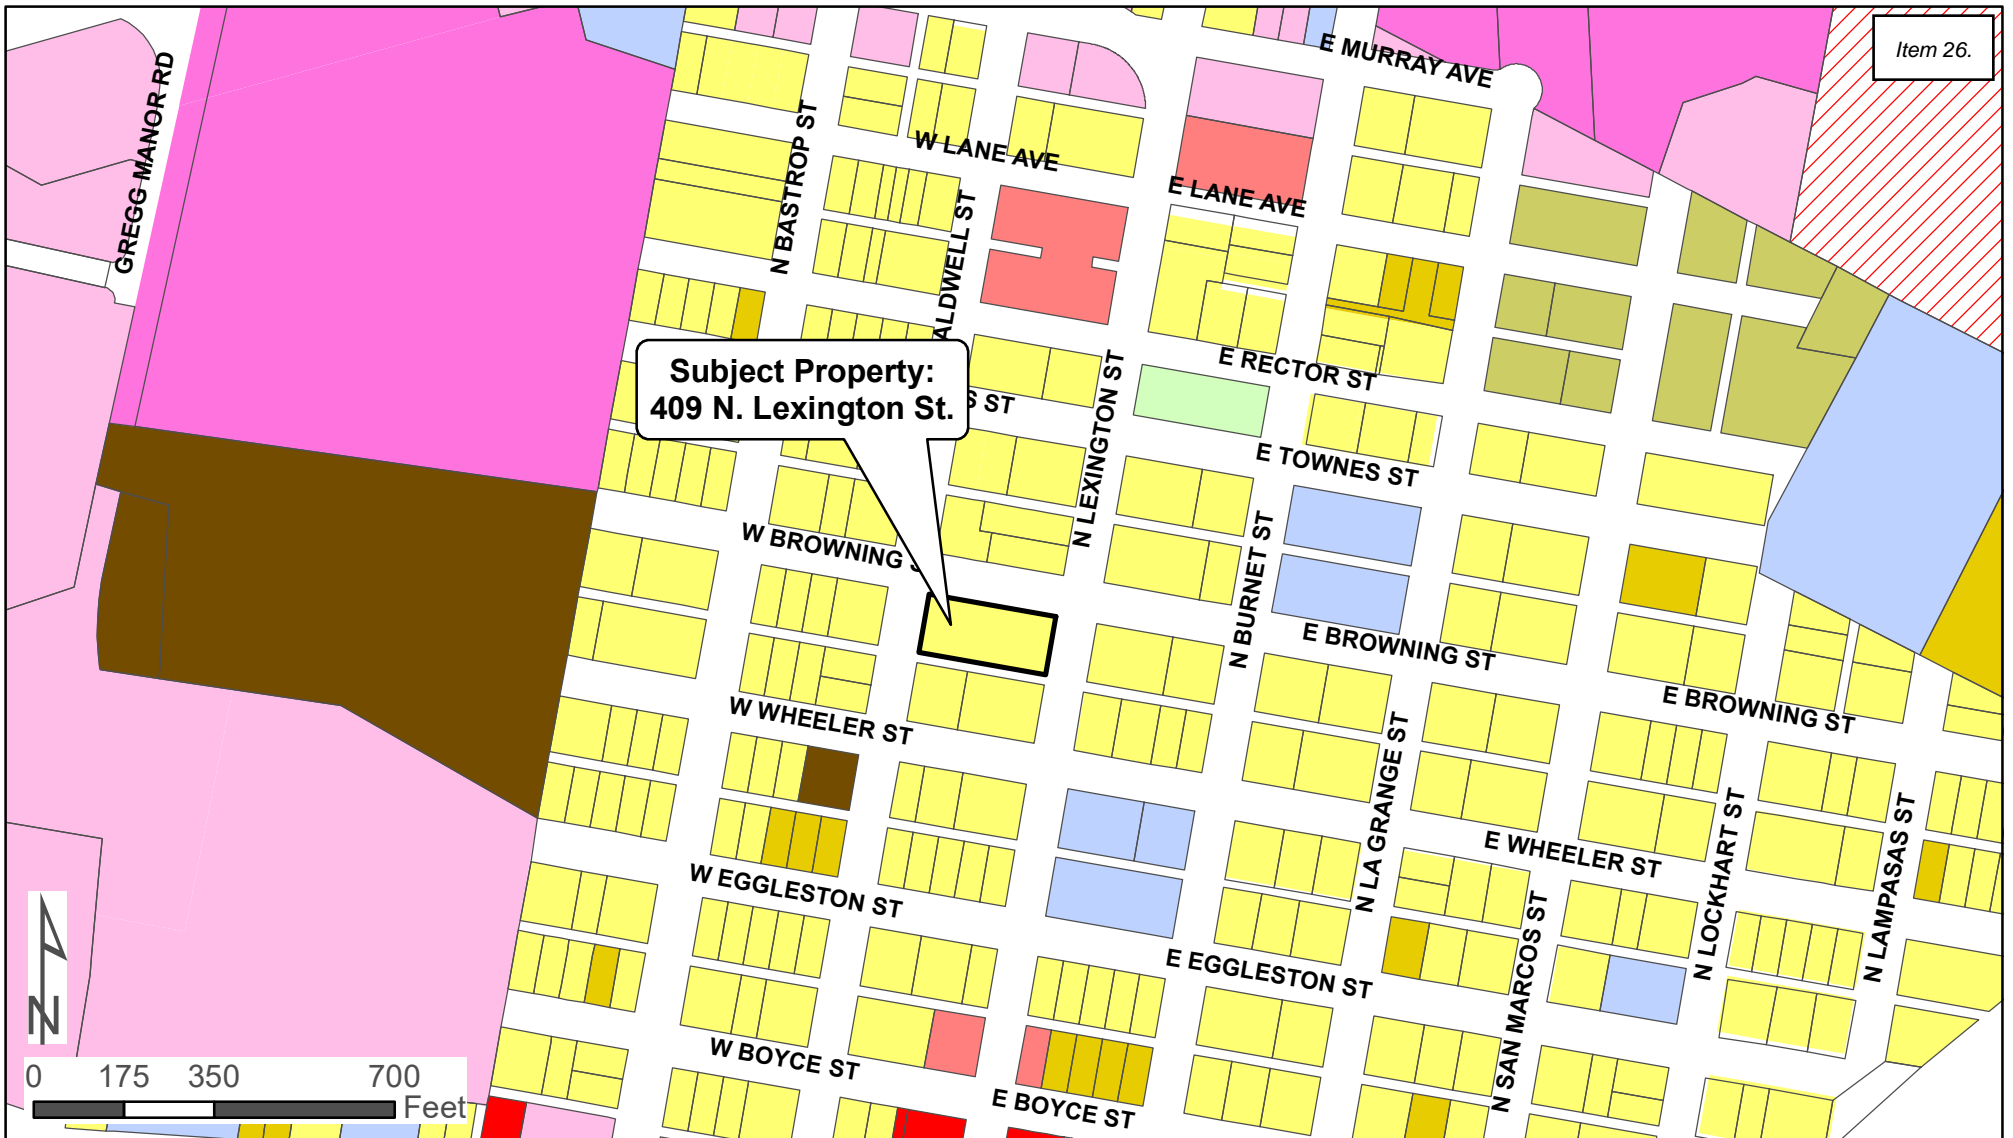 Item 26.
E MURRAY AVE
GREGG MANOR RD
N BASTROP ST
W LANE AVE
E LANE AVE
ALDWELL ST
Subject Property:
409 N. Lexington St.
S ST
E RECTOR ST
N LEXINGTON ST
E TOWNES ST
W BROWNING
N BURNET ST
E BROWNING ST
E BROWNING ST
W WHEELER ST
N LA GRANGE ST
E WHEELER ST
N LOCKHART ST
N LAMPASAS ST
W EGGLESTON ST
N SAN MARCOS ST
E EGGLESTON ST
W BOYCE ST
E BOYCE ST
N
0 175 350 700
Feet